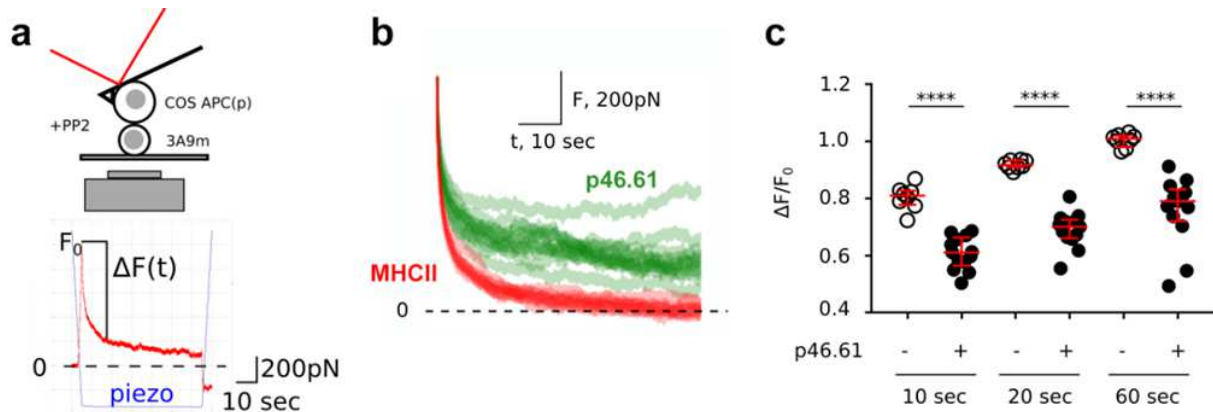 a
COS APC(p)
+PP2
3A9m
F0
ΔF(t)
0
200pN
piezo
10 sec
b
F, 200pN
t, 10 sec
p46.61
MHCII
0
c
1.2
**** **** ****
1.0
ΔF/F0
0.8
0.6
0.4
p46.61 - + - + - +
10 sec 20 sec 60 sec